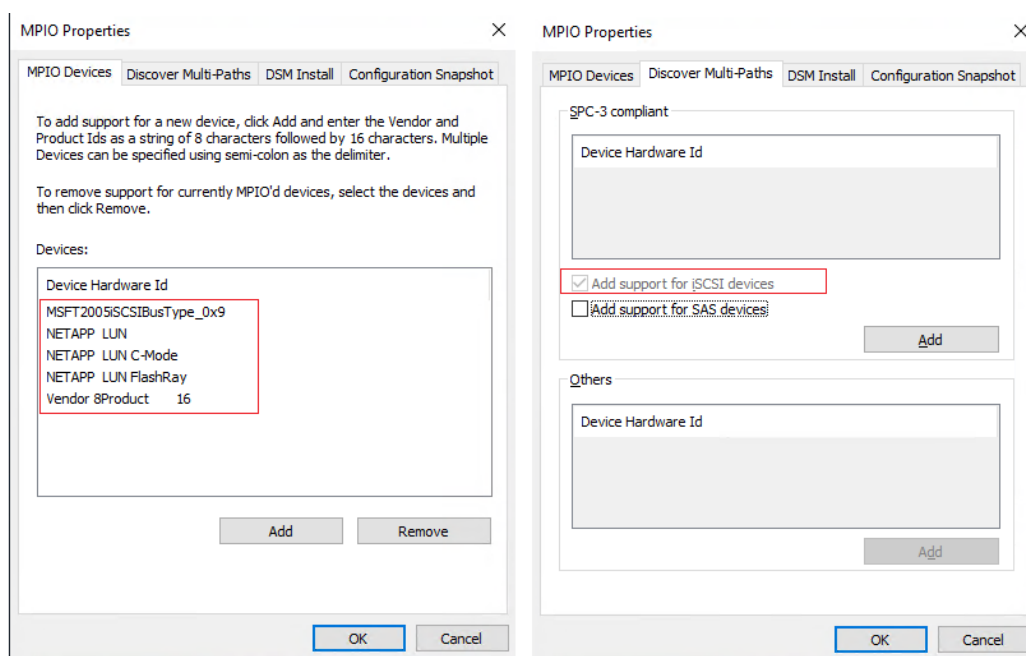 MPIO Properties
MPIO Devices
Discover Multi-Paths
DSM Install
Configuration Snapshot
To add support for a new device, click Add and enter the Vendor and
Product Ids as a string of 8 characters followed by 16 characters. Multiple
Devices can be specified using semi-colon as the delimiter.
To remove support for currently MPIO'd devices, select the devices and
then click Remove.
Devices:
Device Hardware Id
MSFT2005iSCSIBusType_0x9
NETAPP LUN
NETAPP LUN C-Mode
NETAPP LUN FlashRay
Vendor 8Product 16
Add
Remove
OK
Cancel
MPIO Properties
MPIO Devices
Discover Multi-Paths
DSM Install
Configuration Snapshot
SPC-3 compliant
Device Hardware Id
Add support for iSCSI devices
Add support for SAS devices
Add
Others
Device Hardware Id
Add
OK
Cancel